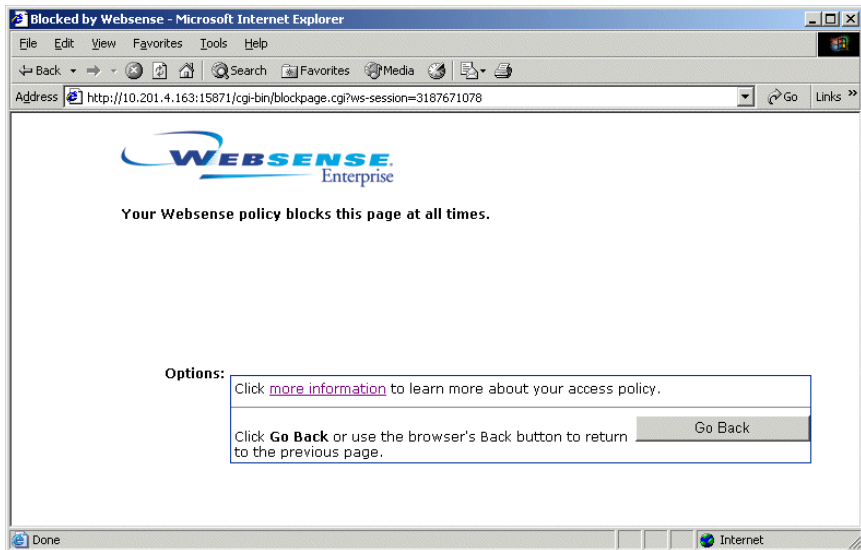 Blocked by Websense - Microsoft Internet Explorer
File Edit View Favorites Tools Help
Back Search Favorites Media
Address http://10.201.4.163:15871/cgi-bin/blockpage.cgi?ws-session=3187671078 Go Links »
WEBSENSE.
Enterprise
Your Websense policy blocks this page at all times.
Options:
Click more information to learn more about your access policy.
Click Go Back or use the browser's Back button to return
to the previous page.
Go Back
Done Internet